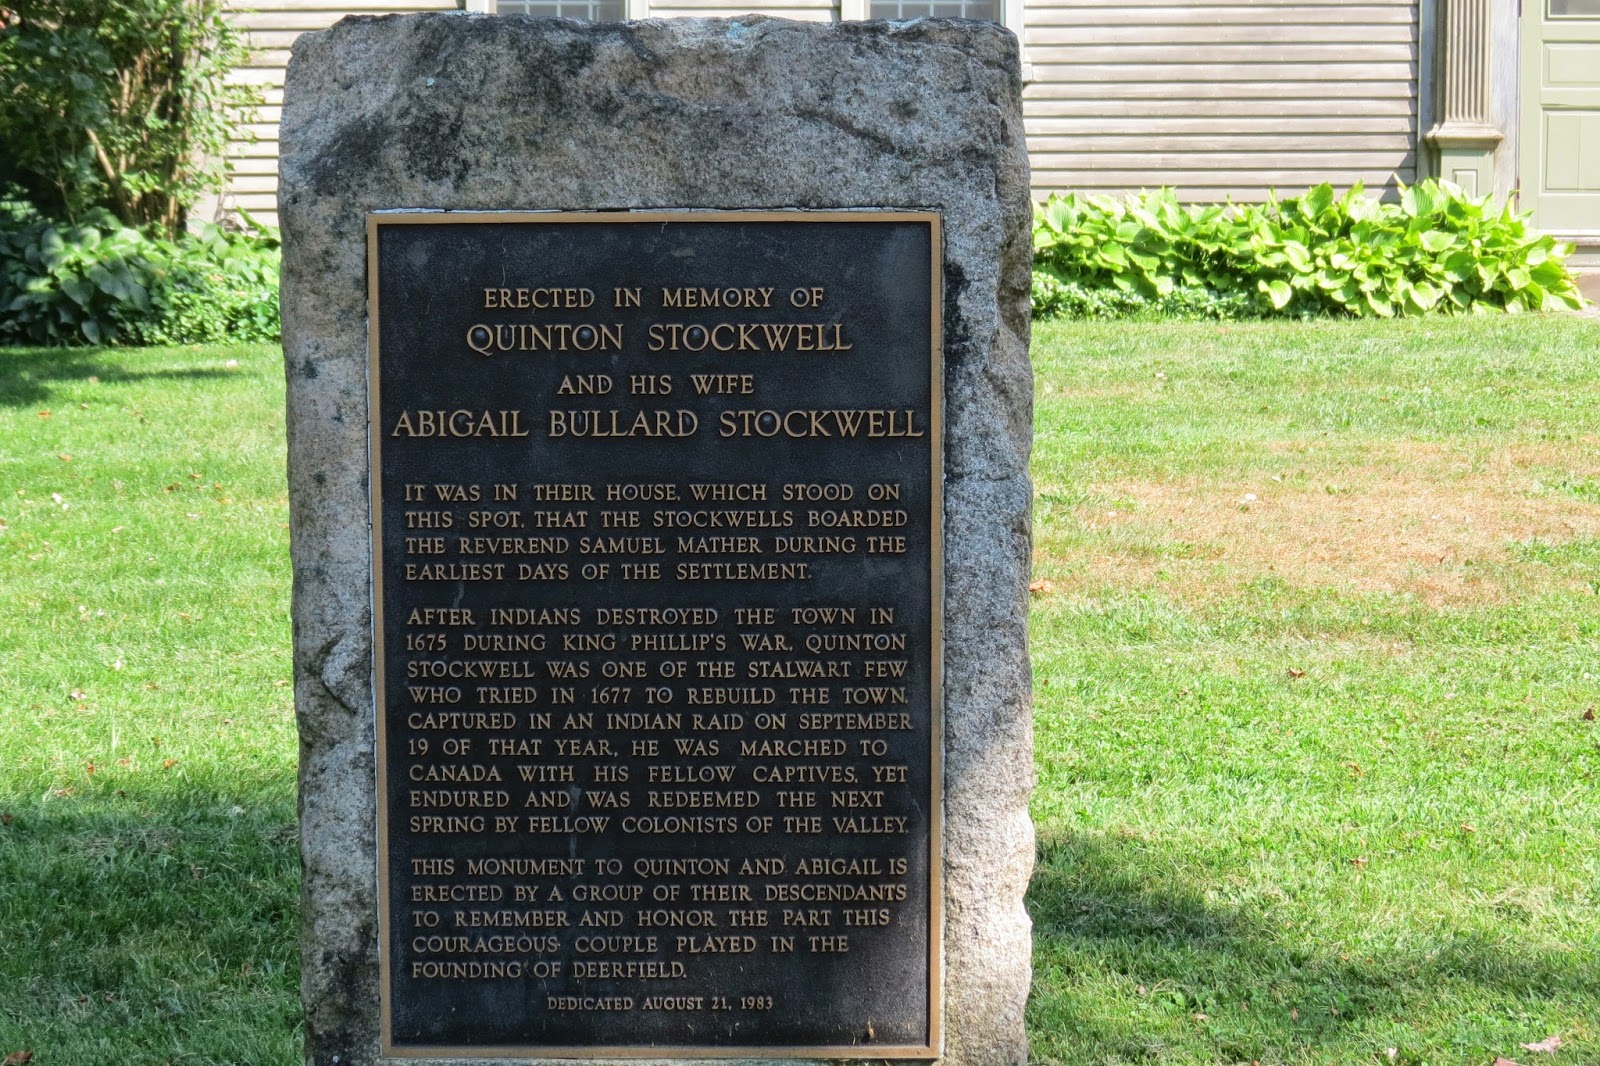 ERECTED IN MEMORY OF
QUINTON STOCKWELL
AND HIS WIFE
ABIGAIL BULLARD STOCKWELL
IT WAS IN THEIR HOUSE, WHICH STOOD ON
THIS SPOT, THAT THE STOCKWELLS BOARDED
THE REVEREND SAMUEL MATHER DURING THE
EARLIEST DAYS OF THE SETTLEMENT.
AFTER INDIANS DESTROYED THE TOWN IN
1675 DURING KING PHILLIP'S WAR, QUINTON
STOCKWELL WAS ONE OF THE STALWART FEW
WHO TRIED IN 1677 TO REBUILD THE TOWN.
CAPTURED IN AN INDIAN RAID ON SEPTEMBER
19 OF THAT YEAR, HE WAS MARCHED TO
CANADA WITH HIS FELLOW CAPTIVES, YET
ENDURED AND WAS REDEEMED THE NEXT
SPRING BY FELLOW COLONISTS OF THE VALLEY.
THIS MONUMENT TO QUINTON AND ABIGAIL IS
ERECTED BY A GROUP OF THEIR DESCENDANTS
TO REMEMBER AND HONOR THE PART THIS
COURAGEOUS COUPLE PLAYED IN THE
FOUNDING OF DEERFIELD.
DEDICATED AUGUST 21, 1983